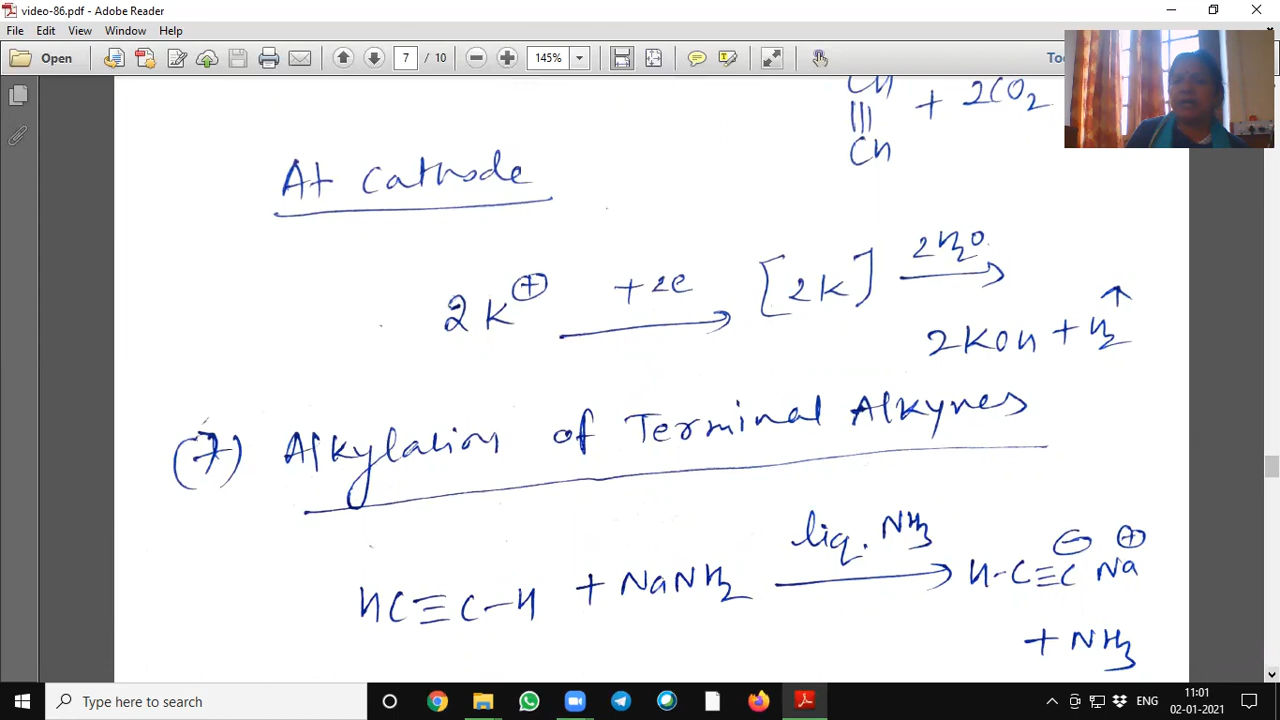 video-86.pdf - Adobe Reader
File Edit View Window Help
Open 7 / 10 145%
CH
||| + 2CO2
CH
At cathode
2K⊕ +2e → [2K] 2H2O →
2KOH + H2 ↑
(7) Alkylation of Terminal Alkynes
HC≡C-H + NaNH2 liq. NH3 → H-C≡C⊖ Na⊕
+ NH3
Type here to search
ENG
11:01
02-01-2021